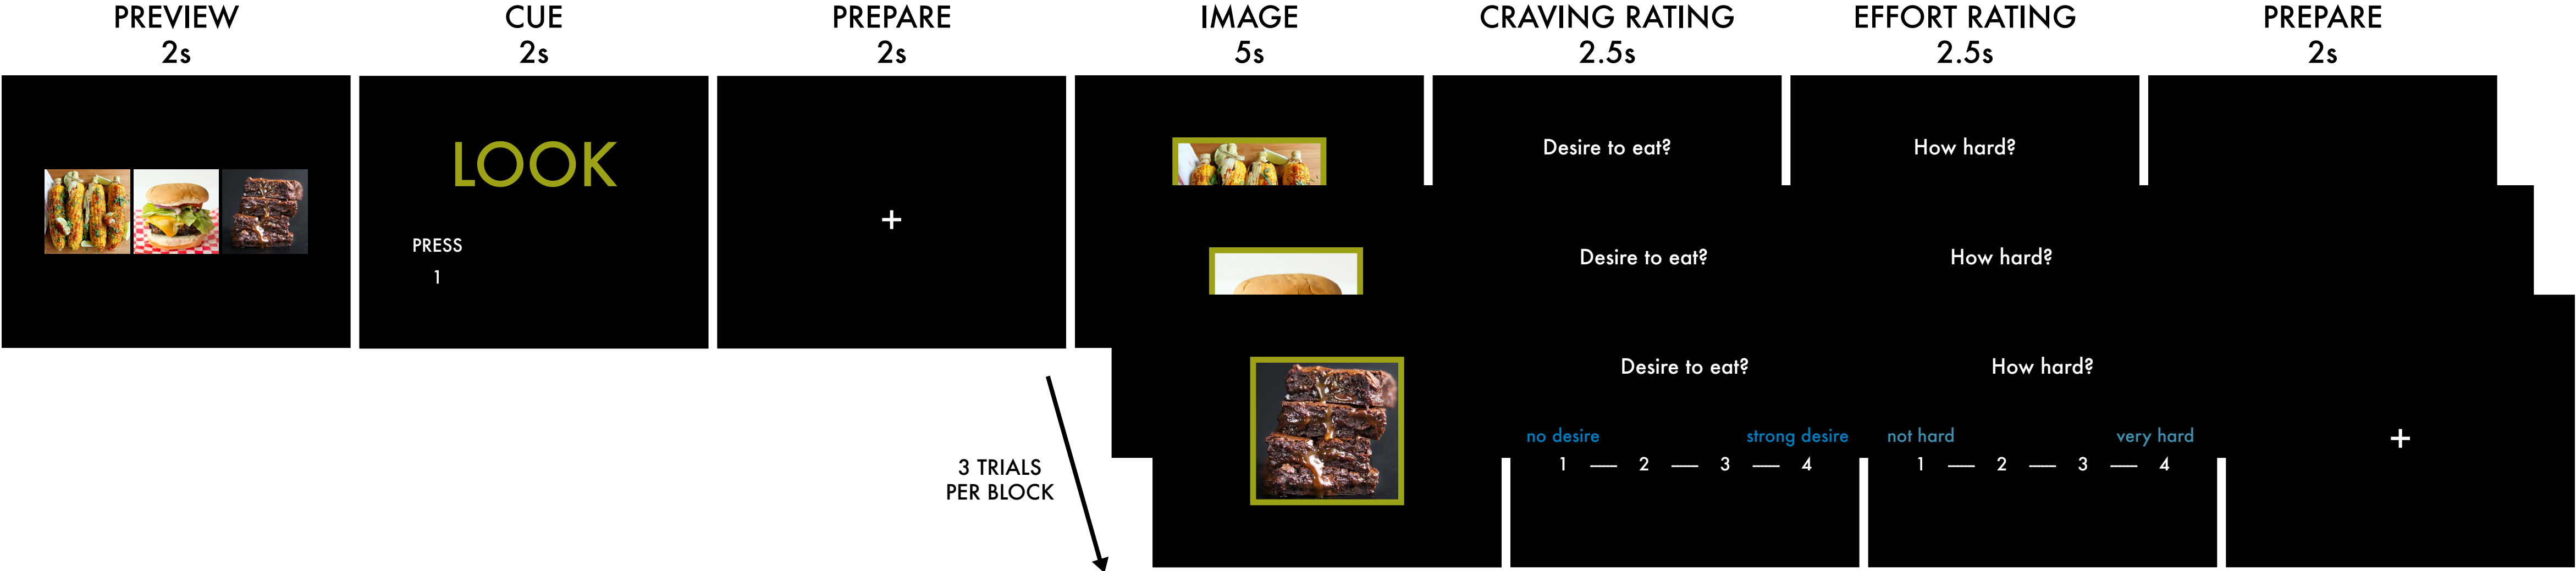 PREVIEW
2s
CUE
2s
PREPARE
2s
IMAGE
5s
CRAVING RATING
2.5s
EFFORT RATING
2.5s
PREPARE
2s
LOOK
PRESS
1
+
Desire to eat?
How hard?
Desire to eat?
How hard?
Desire to eat?
How hard?
no desire strong desire
1 — 2 — 3 — 4
not hard very hard
1 — 2 — 3 — 4
+
3 TRIALS
PER BLOCK